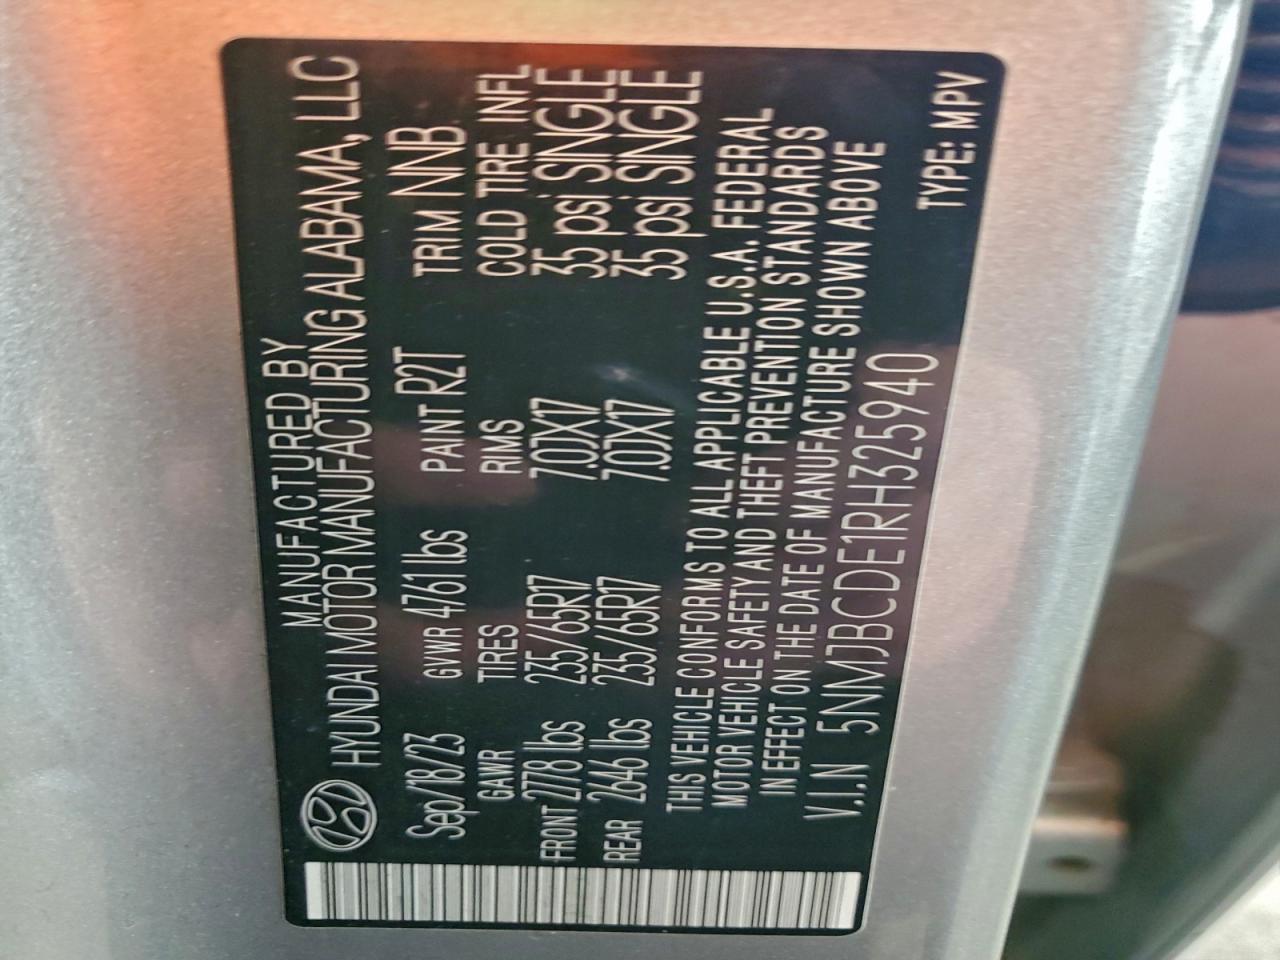 MANUFACTURED BY
HYUNDAI MOTOR MANUFACTURING ALABAMA, LLC
Sep/18/23 GVWR 4761 lbs PAINT R2T TRIM NNB
GAWR TIRES RIMS COLD TIRE INFL
FRONT 2778 lbs 235/65R17 7.0JX17 35 psi SINGLE
REAR 2646 lbs 235/65R17 7.0JX17 35 psi SINGLE
THIS VEHICLE CONFORMS TO ALL APPLICABLE U.S.A. FEDERAL
MOTOR VEHICLE SAFETY AND THEFT PREVENTION STANDARDS
IN EFFECT ON THE DATE OF MANUFACTURE SHOWN ABOVE
V.I.N 5NMJBCDE1RH325940 TYPE: MPV